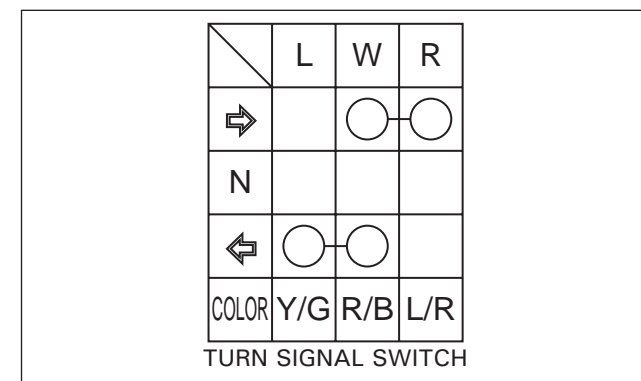 L W R
N
COLOR Y/G R/B L/R
TURN SIGNAL SWITCH